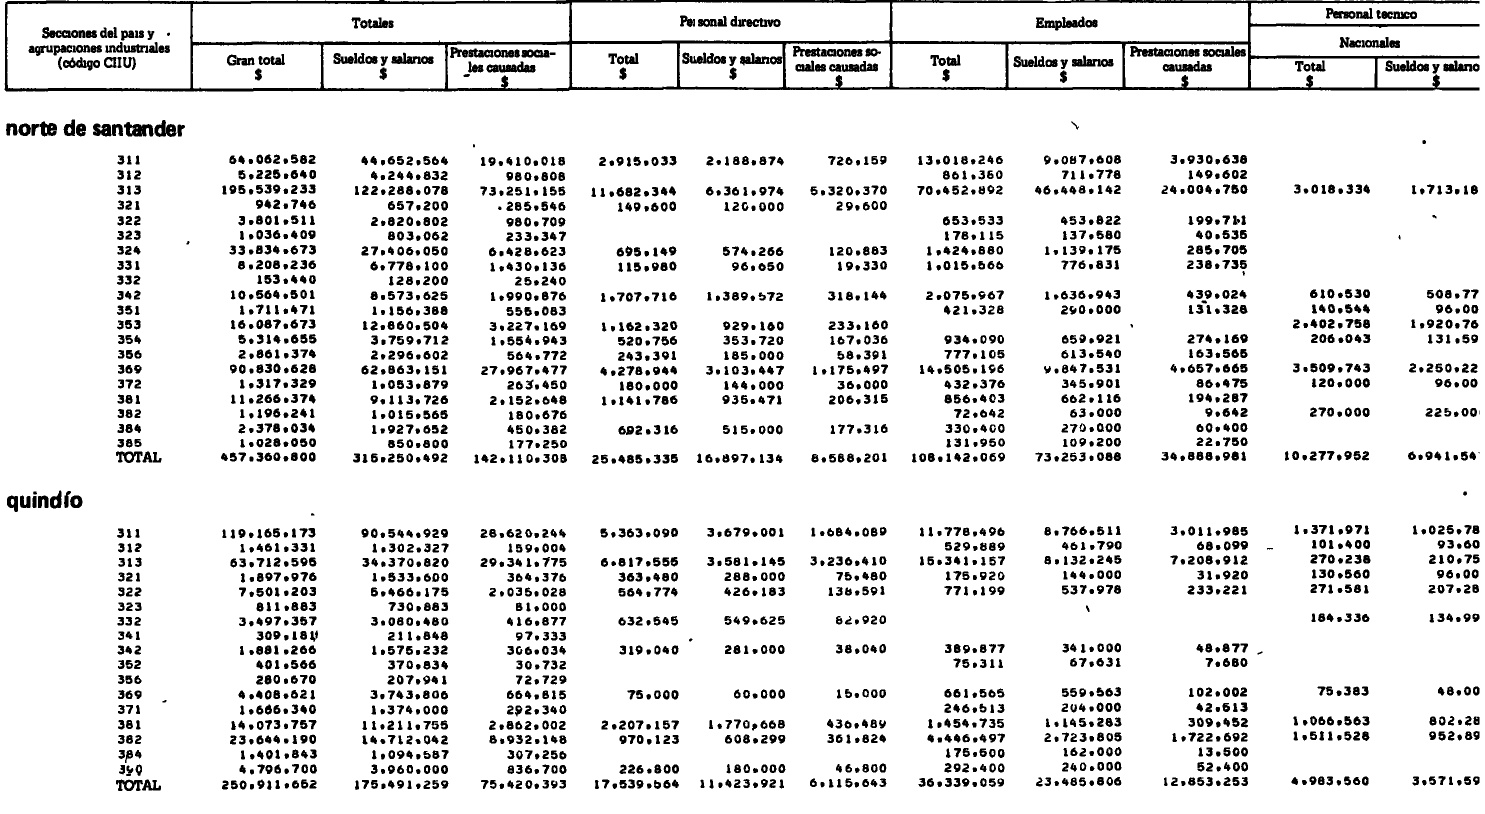 Secciones del país y agrupaciones industriales (código CIIU) Totales Personal directivo Empleados Personal tecnico
Nacionales
Gran total $ Sueldos y salarios $ Prestaciones sociales causadas $ Total $ Sueldos y salarios $ Prestaciones sociales causadas $ Total $ Sueldos y salarios $ Prestaciones sociales causadas $ Total $ Sueldos y salario $
norte de santander
311 64.062.582 44.652.564 19.410.018 2.915.033 2.188.874 726.159 13.018.246 9.087.608 3.930.638
312 5.225.640 4.244.832 980.808 861.380 711.778 149.602
313 195.539.233 122.288.078 73.251.155 11.682.344 6.361.974 5.320.370 70.452.892 46.448.142 24.004.750 3.018.334 1.713.18
321 942.746 657.200 285.546 149.600 120.000 29.600
322 3.801.511 2.820.802 980.709 653.533 453.822 199.711
323 1.036.409 803.062 233.347 178.115 137.580 40.535
324 33.834.673 27.406.050 6.428.623 695.149 574.266 120.883 1.424.880 1.139.175 285.705
331 8.208.236 6.778.100 1.430.136 115.980 96.650 19.330 1.015.566 776.831 238.735
332 153.440 128.200 25.240
342 10.564.501 8.573.625 1.990.876 1.707.716 1.389.572 318.144 2.075.967 1.636.943 439.024 610.530 508.77
351 1.711.471 1.156.388 555.083 421.328 290.000 131.328 140.544 96.00
353 16.087.673 12.860.504 3.227.169 1.162.320 929.160 233.160 2.402.758 1.920.76
354 5.314.655 3.759.712 1.554.943 520.756 353.720 167.036 934.090 659.921 274.169 206.043 131.59
356 2.861.374 2.296.602 564.772 243.391 185.000 58.391 777.105 613.540 163.565
369 90.830.628 62.863.151 27.967.477 4.278.944 3.103.447 1.175.497 14.505.196 9.847.531 4.657.665 3.509.743 2.250.22
372 1.317.329 1.053.879 263.450 180.000 144.000 36.000 432.376 345.901 86.475 120.000 96.00
381 11.266.374 9.113.726 2.152.648 1.141.786 935.471 206.315 856.403 662.116 194.287
382 1.196.241 1.015.565 180.676 72.642 63.000 9.642 270.000 225.00
384 2.378.034 1.927.652 450.382 692.316 515.000 177.316 330.400 270.000 60.400
385 1.028.050 850.800 177.250 131.950 109.200 22.750
TOTAL 457.360.800 315.250.492 142.110.308 25.485.335 16.897.134 8.588.201 108.142.069 73.253.088 34.888.981 10.277.952 6.941.54
quindío
311 119.165.173 90.544.929 28.620.244 5.363.090 3.679.001 1.684.089 11.778.496 8.766.511 3.011.985 1.371.971 1.025.78
312 1.461.331 1.302.327 159.004 529.889 461.790 68.099 101.400 93.60
313 63.712.595 34.370.820 29.341.775 6.817.555 3.581.145 3.236.410 15.341.157 8.132.245 7.208.912 270.238 210.75
321 1.897.976 1.533.600 364.376 363.480 288.000 75.480 175.920 144.000 31.920 130.560 96.00
322 7.501.203 5.466.175 2.035.028 564.774 426.183 138.591 771.199 537.978 233.221 271.581 207.28
323 811.883 730.883 81.000
332 3.497.357 3.080.480 416.877 632.545 549.625 82.920 184.336 134.99
341 309.181 211.848 97.333
342 1.881.266 1.575.232 306.034 319.040 281.000 38.040 389.877 341.000 48.877
352 401.566 370.834 30.732 75.311 67.631 7.680
356 280.670 207.941 72.729
369 4.408.621 3.743.806 664.815 75.000 60.000 15.000 661.565 559.563 102.002 75.383 48.00
371 1.666.340 1.374.000 292.340 246.513 204.000 42.513
381 14.073.757 11.211.755 2.862.002 2.207.157 1.770.668 436.489 1.454.735 1.145.283 309.452 1.066.563 802.28
382 23.644.190 14.712.042 8.932.148 970.123 608.299 361.824 4.446.497 2.723.805 1.722.692 1.511.528 952.89
384 1.401.843 1.094.587 307.256 175.500 162.000 13.500
390 4.796.700 3.960.000 836.700 226.800 180.000 46.800 292.400 240.000 52.400
TOTAL 250.911.652 175.491.259 75.420.393 17.539.564 11.423.921 6.115.643 36.339.059 23.485.806 12.853.253 4.983.560 3.571.59